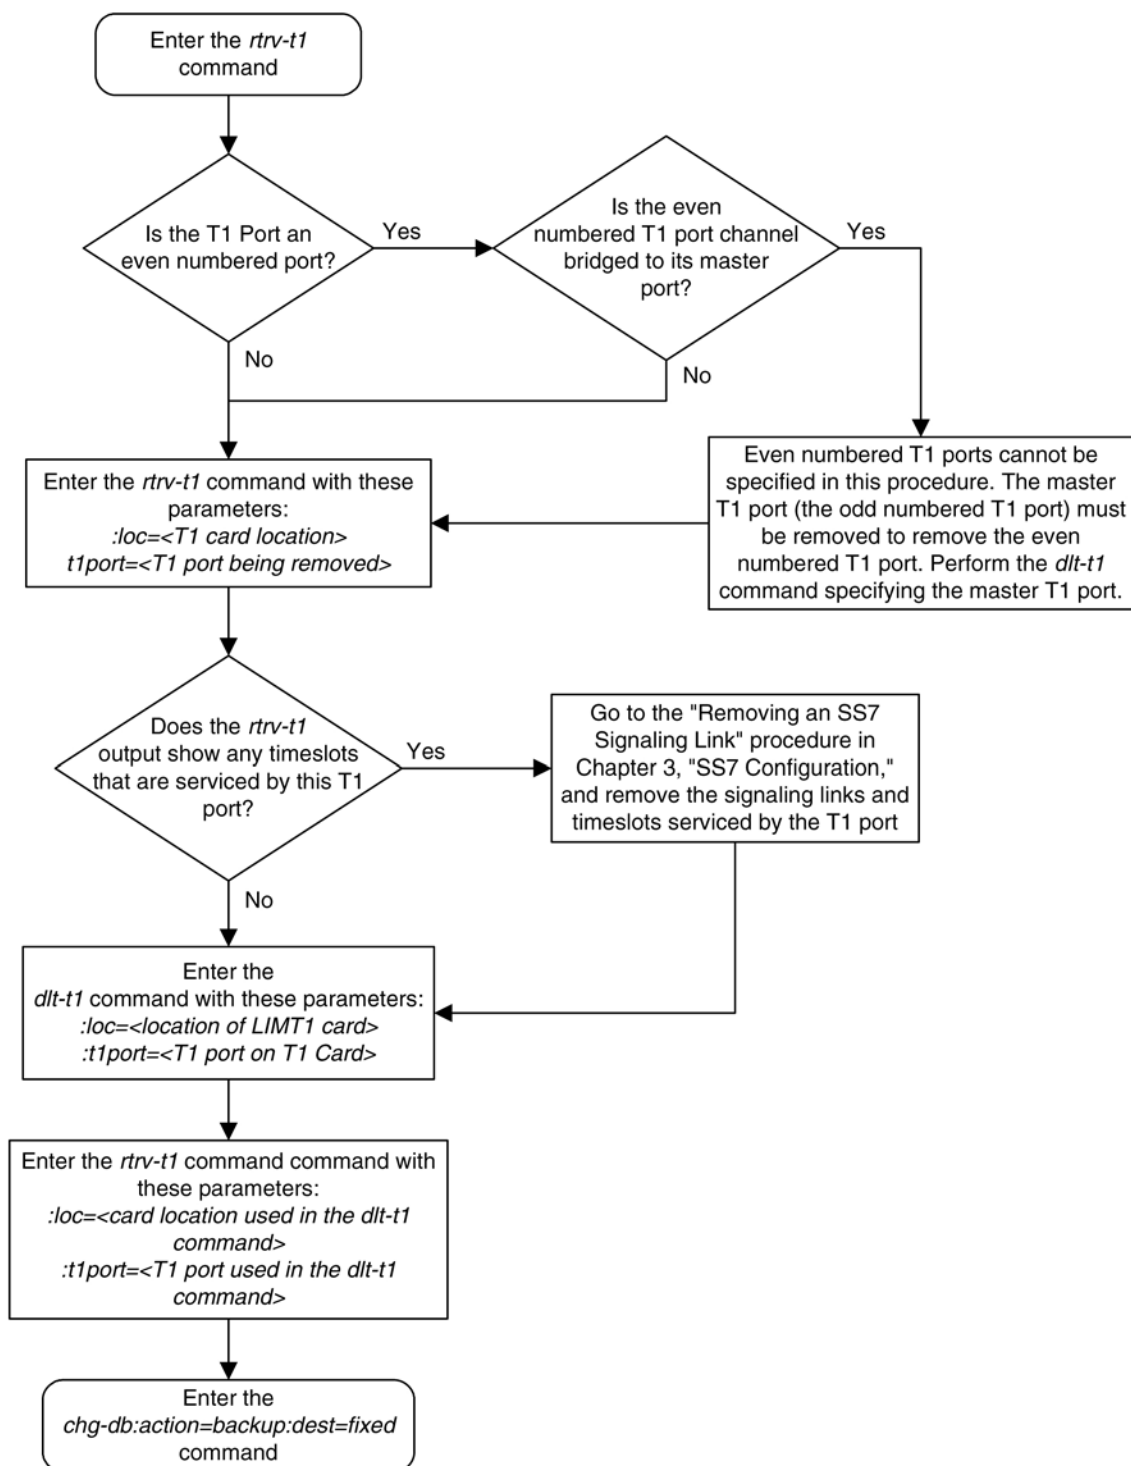 Enter the rtrv-t1
command
Is the T1 Port an
even numbered port?
Yes
No
Is the even
numbered T1 port channel
bridged to its master
port?
Yes
No
Even numbered T1 ports cannot be
specified in this procedure. The master
T1 port (the odd numbered T1 port) must
be removed to remove the even
numbered T1 port. Perform the dlt-t1
command specifying the master T1 port.
Enter the rtrv-t1 command with these
parameters:
:loc=<T1 card location>
t1port=<T1 port being removed>
Does the rtrv-t1
output show any timeslots
that are serviced by this T1
port?
Yes
No
Go to the "Removing an SS7
Signaling Link" procedure in
Chapter 3, "SS7 Configuration,"
and remove the signaling links and
timeslots serviced by the T1 port
Enter the
dlt-t1 command with these parameters:
:loc=<location of LIMT1 card>
:t1port=<T1 port on T1 Card>
Enter the rtrv-t1 command command with
these parameters:
:loc=<card location used in the dlt-t1
command>
:t1port=<T1 port used in the dlt-t1
command>
Enter the
chg-db:action=backup:dest=fixed
command